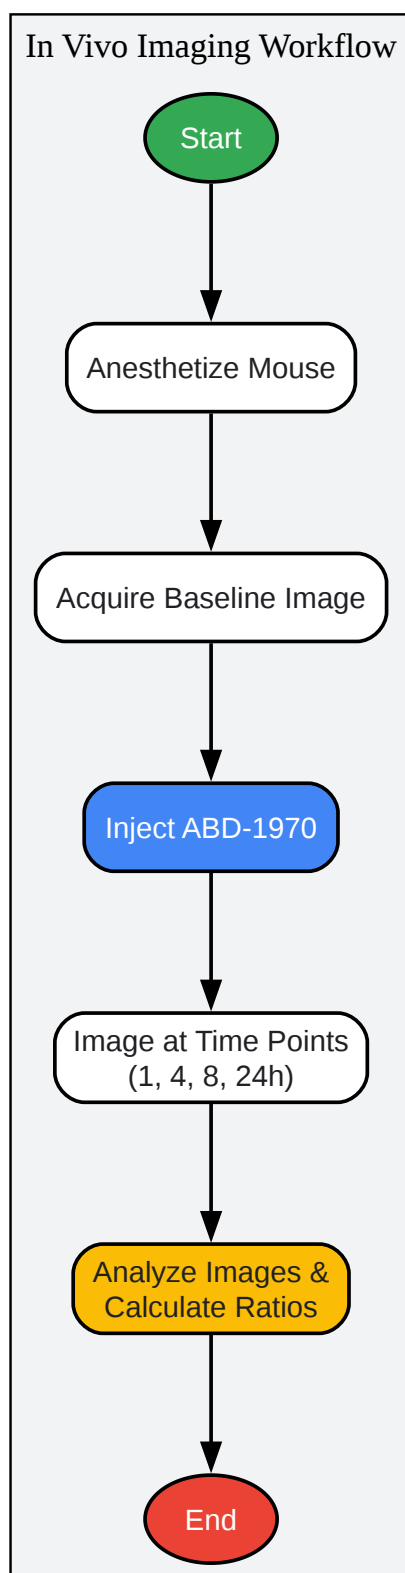 In Vivo Imaging Workflow
Start
Anesthetize Mouse
Acquire Baseline Image
Inject ABD-1970
Image at Time Points
(1, 4, 8, 24h)
Analyze Images &
Calculate Ratios
End